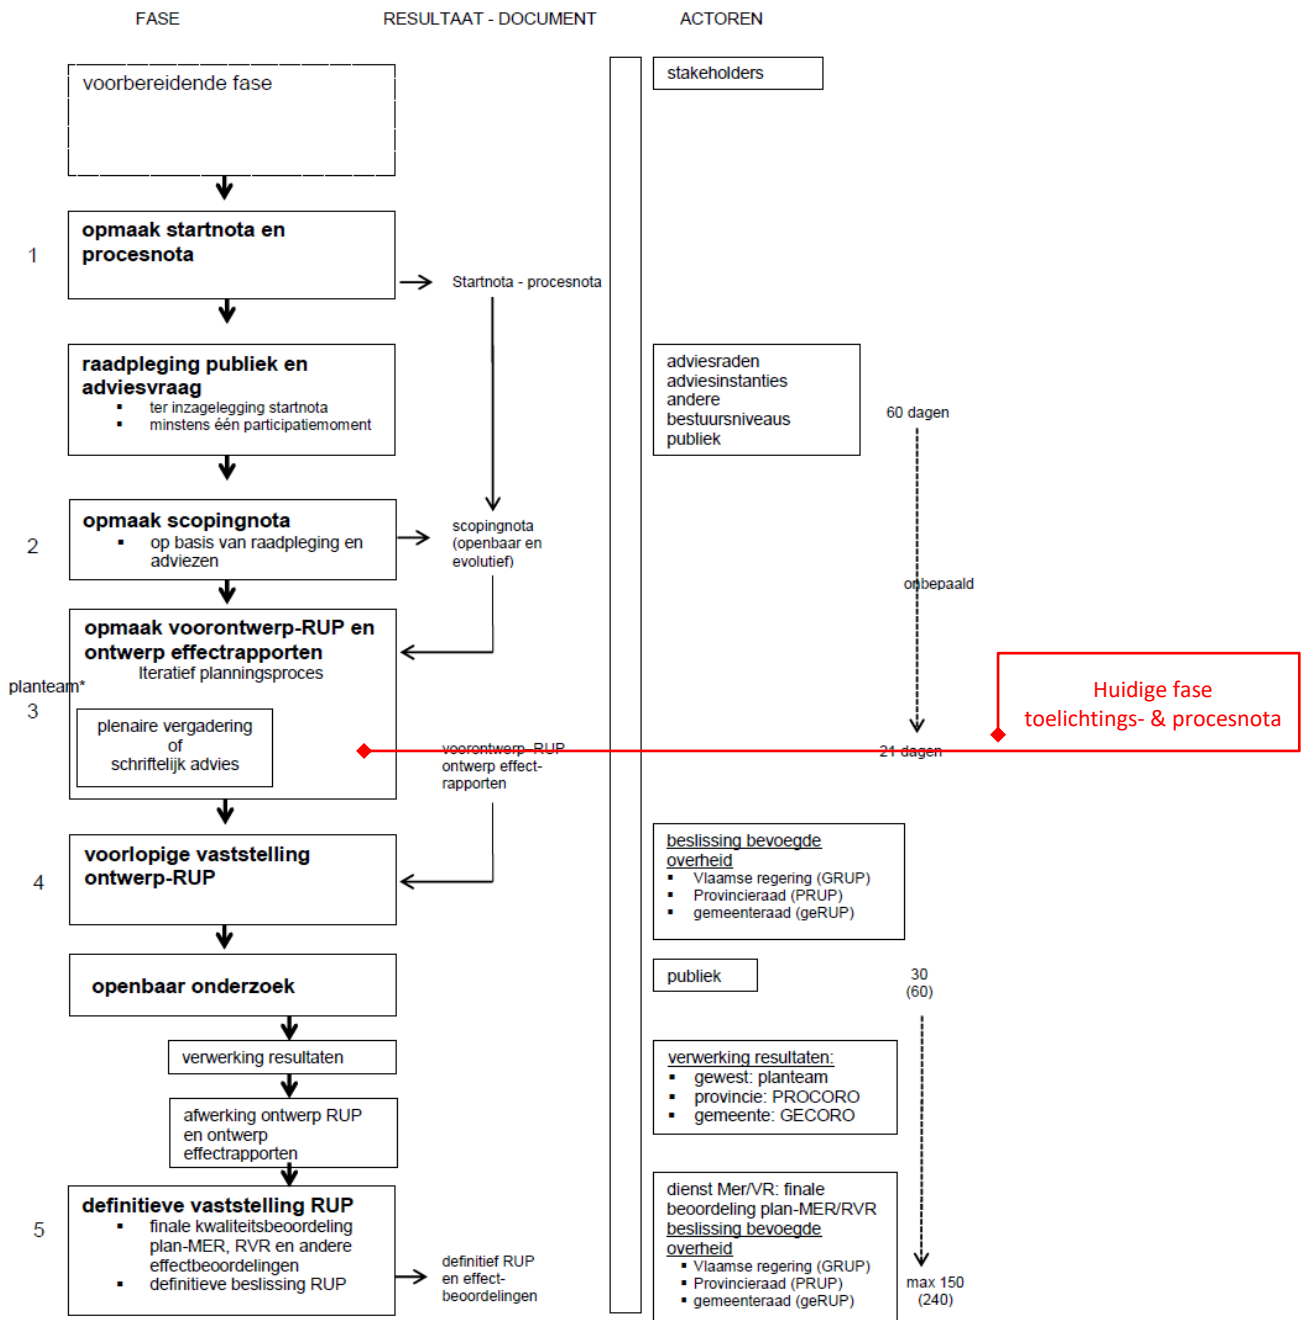 FASE
RESULTAAT - DOCUMENT
ACTOREN
voorbereidende fase
stakeholders
1
opmaak startnota en
procesnota
Startnota - procesnota
raadpleging publiek en
adviesvraag
▪ ter inzagelegging startnota
▪ minstens één participatiemoment
adviesraden
adviesinstanties
andere
bestuursniveaus
publiek
60 dagen
2
opmaak scopingnota
▪ op basis van raadpleging en
adviezen
scopingnota
(openbaar en
evolutief)
onbepaald
opmaak voorontwerp-RUP en
ontwerp effectrapporten
Iteratief planningsproces
planteam*
3
plenaire vergadering
of
schriftelijk advies
voorontwerp-RUP
ontwerp effect-
rapporten
21 dagen
Huidige fase
toelichtings- & procesnota
4
voorlopige vaststelling
ontwerp-RUP
beslissing bevoegde
overheid
▪ Vlaamse regering (GRUP)
▪ Provincieraad (PRUP)
▪ gemeenteraad (geRUP)
openbaar onderzoek
publiek
30
(60)
verwerking resultaten
verwerking resultaten:
▪ gewest: planteam
▪ provincie: PROCORO
▪ gemeente: GECORO
afwerking ontwerp RUP
en ontwerp
effectrapporten
5
definitieve vaststelling RUP
▪ finale kwaliteitsbeoordeling
plan-MER, RVR en andere
effectbeoordelingen
▪ definitieve beslissing RUP
definitief RUP
en effect-
beoordelingen
dienst Mer/VR: finale
beoordeling plan-MER/RVR
beslissing bevoegde
overheid
▪ Vlaamse regering (GRUP)
▪ Provincieraad (PRUP)
▪ gemeenteraad (geRUP)
max 150
(240)